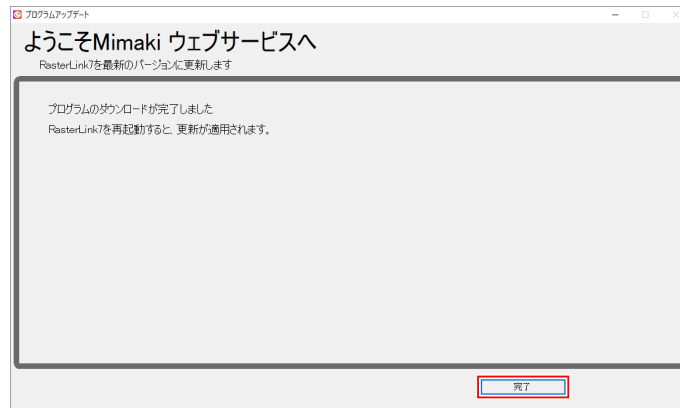 プログラムアップデート
ようこそMimaki ウェブサービスへ
RasterLink7を最新のバージョンに更新します
プログラムのダウンロードが完了しました
RasterLink7を再起動すると、更新が適用されます。
完了